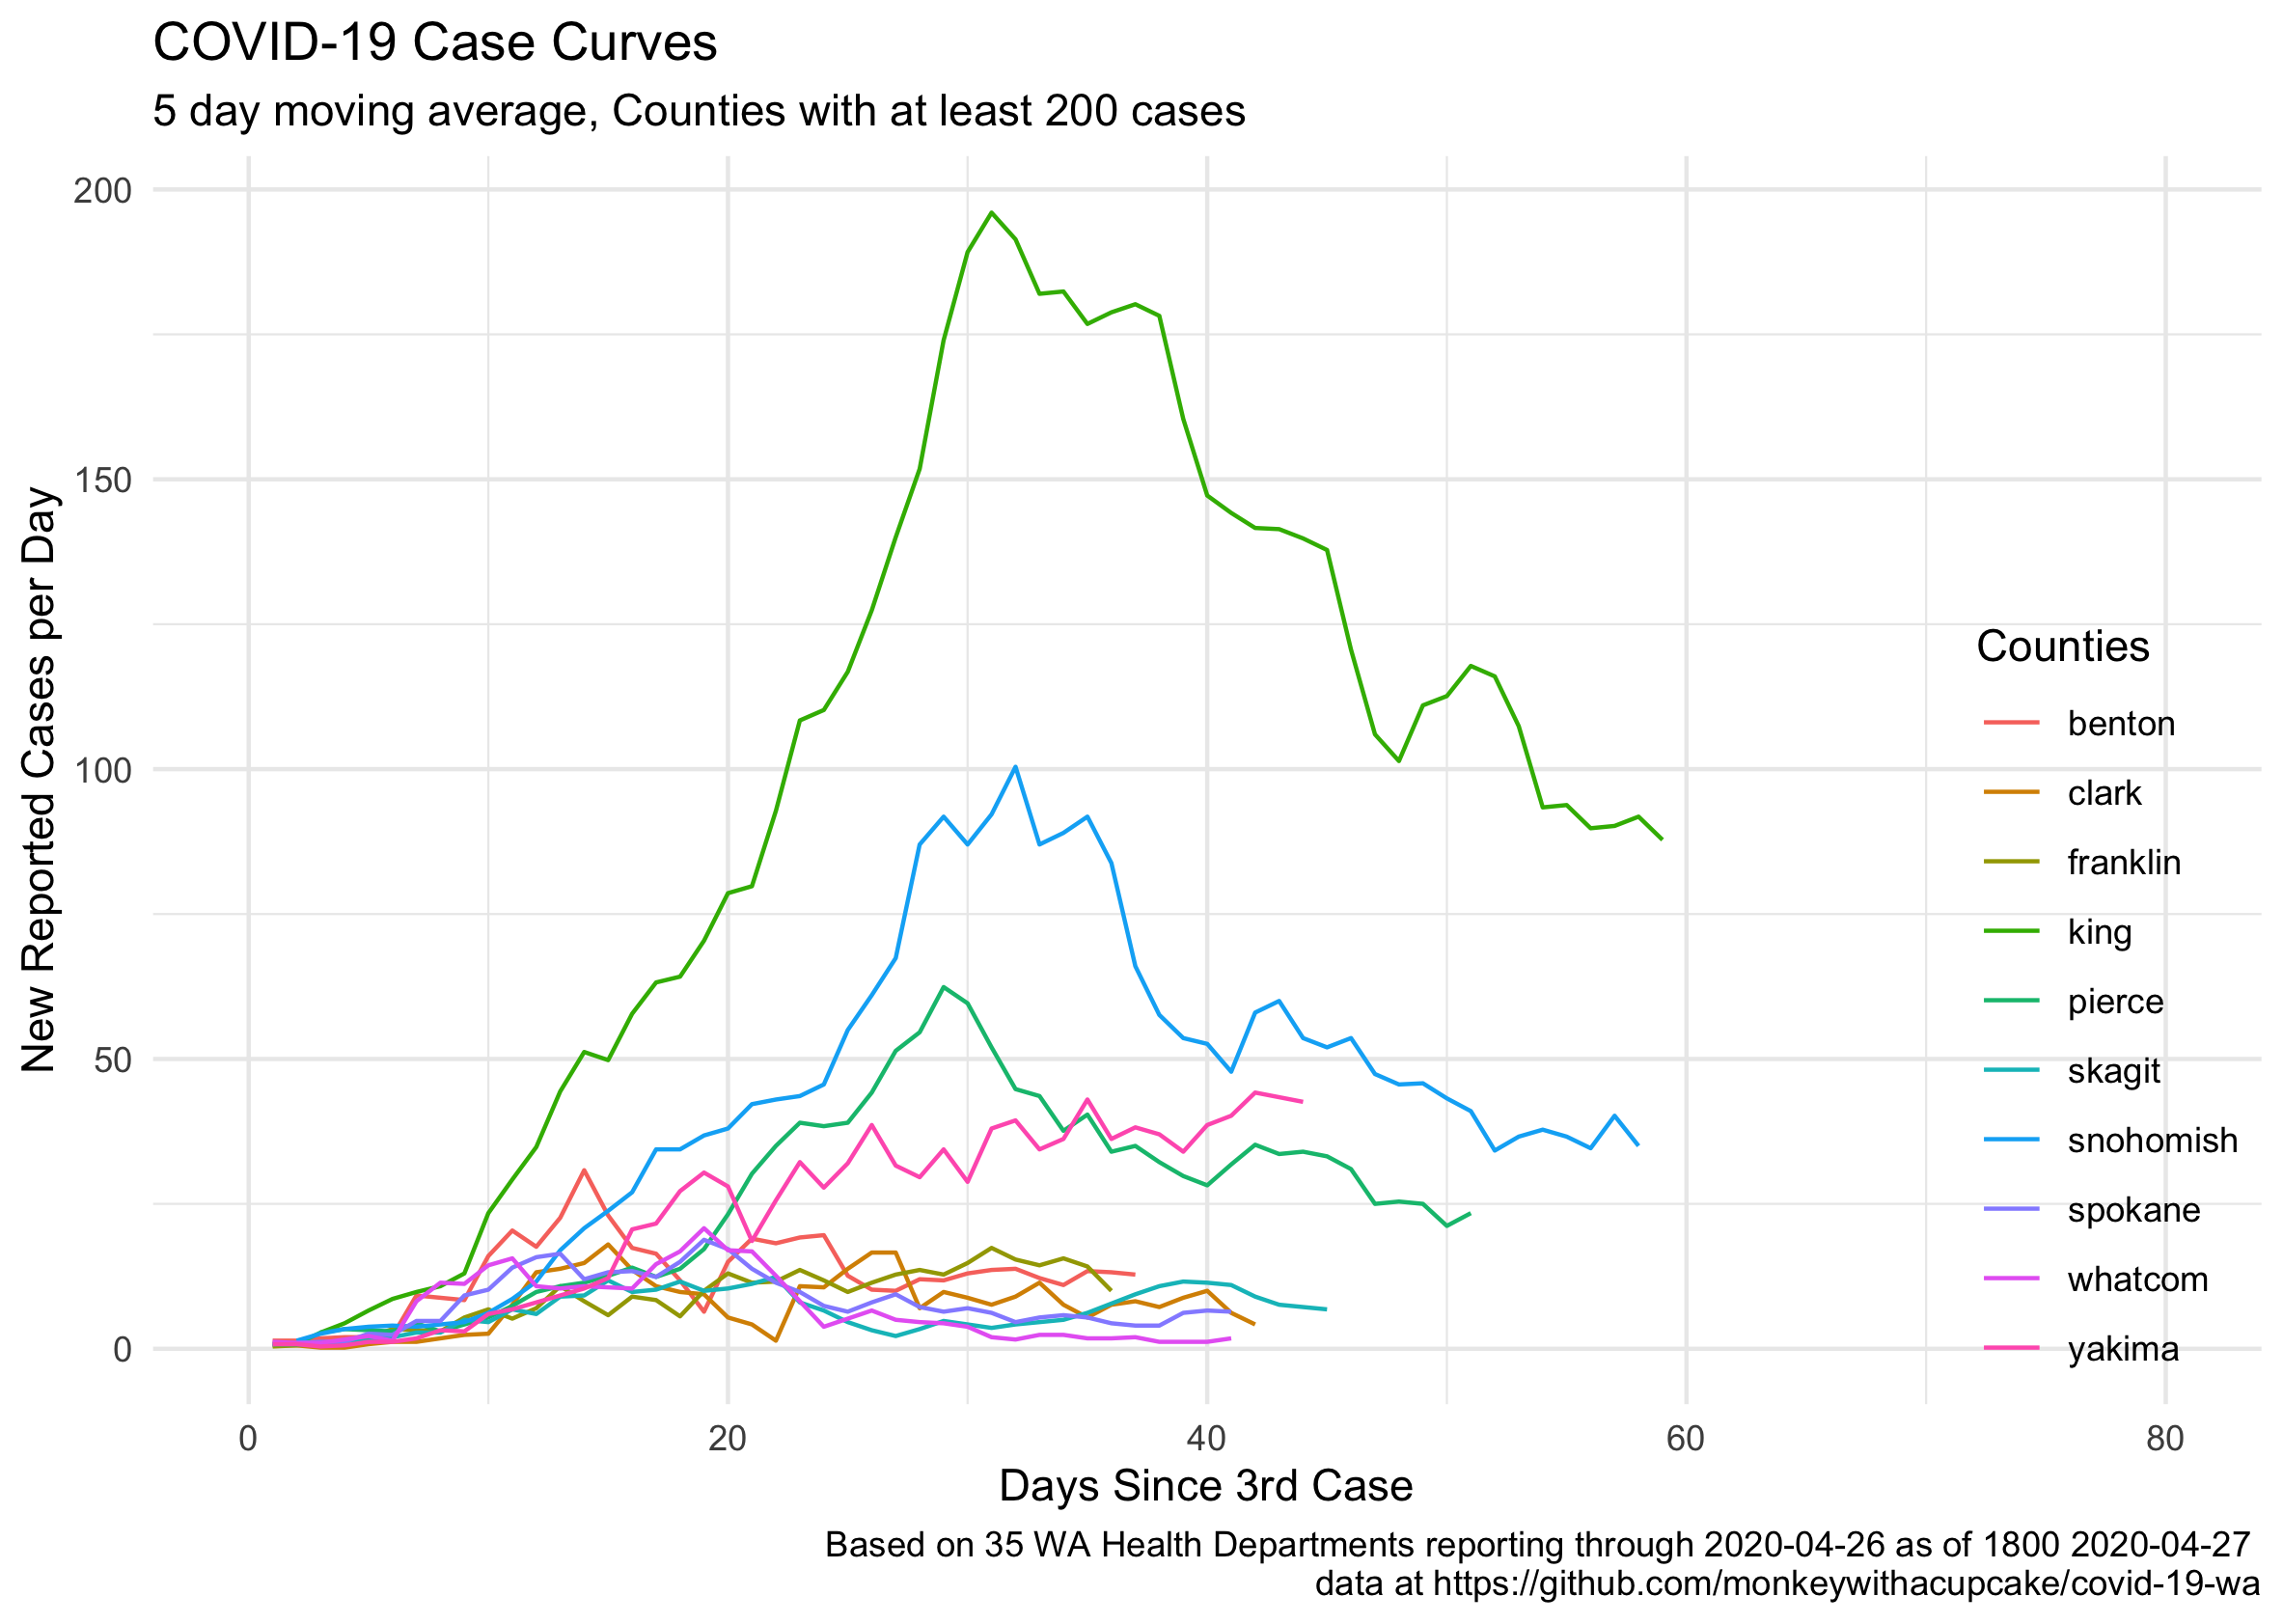 COVID-19 Case Curves
5 day moving average, Counties with at least 200 cases
New Reported Cases per Day
200
150
100
50
0
0
20
40
60
80
Days Since 3rd Case
Counties
benton
clark
franklin
king
pierce
skagit
snohomish
spokane
whatcom
yakima
Based on 35 WA Health Departments reporting through 2020-04-26 as of 1800 2020-04-27
data at https://github.com/monkeywithacupcake/covid-19-wa